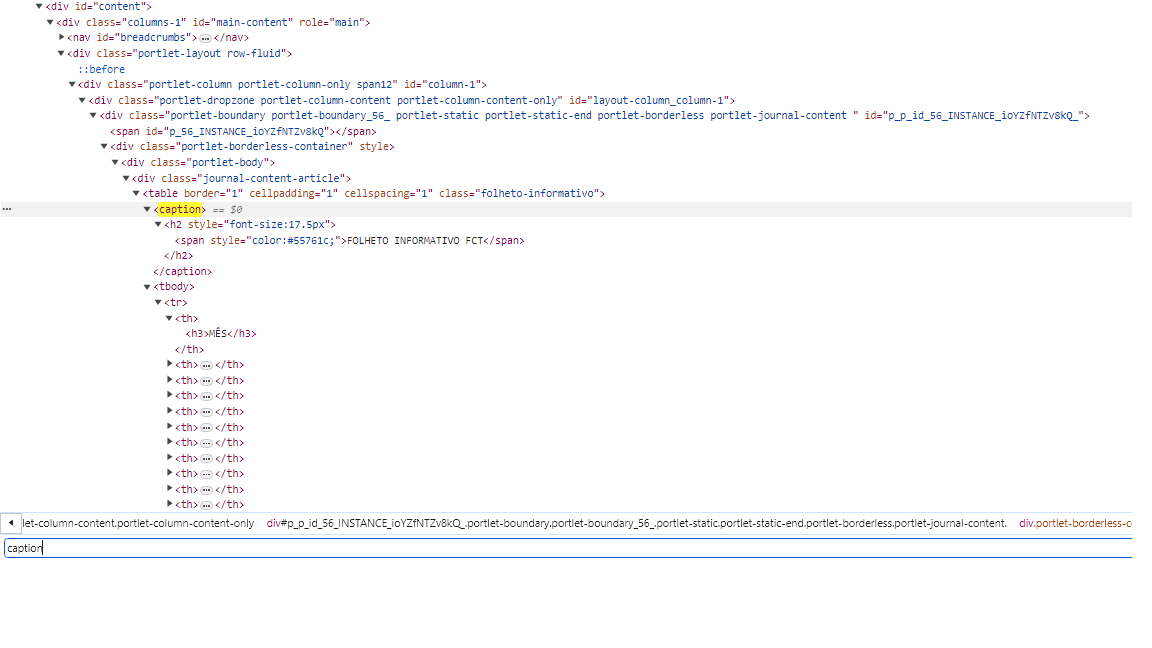 ▼<div id="content">
▼<div class="columns-1" id="main-content" role="main">
▶<nav id="breadcrumbs">…</nav>
▼<div class="portlet-layout row-fluid">
::before
▼<div class="portlet-column portlet-column-only span12" id="column-1">
▼<div class="portlet-dropzone portlet-column-content portlet-column-content-only" id="layout-column_column-1">
▼<div class="portlet-boundary portlet-boundary_56_ portlet-static portlet-static-end portlet-borderless portlet-journal-content " id="p_p_id_56_INSTANCE_ioYZfNTZv8kQ_">
<span id="p_56_INSTANCE_ioYZfNTZv8kQ"></span>
▼<div class="portlet-borderless-container" style>
▼<div class="portlet-body">
▼<div class="journal-content-article">
▼<table border="1" cellpadding="1" cellspacing="1" class="folheto-informativo">
… ▼<caption> == $0
▼<h2 style="font-size:17.5px">
<span style="color:#55761c;">FOLHETO INFORMATIVO FCT</span>
</h2>
</caption>
▼<tbody>
▼<tr>
▼<th>
<h3>MÊS</h3>
</th>
▶<th>…</th>
▶<th>…</th>
▶<th>…</th>
▶<th>…</th>
▶<th>…</th>
▶<th>…</th>
▶<th>…</th>
▶<th>…</th>
▶<th>…</th>
▶<th>…</th>
let-column-content.portlet-column-content-only div#p_p_id_56_INSTANCE_ioYZfNTZv8kQ_.portlet-boundary.portlet-boundary_56_.portlet-static.portlet-static-end.portlet-borderless.portlet-journal-content. div.portlet-borderless-c
caption